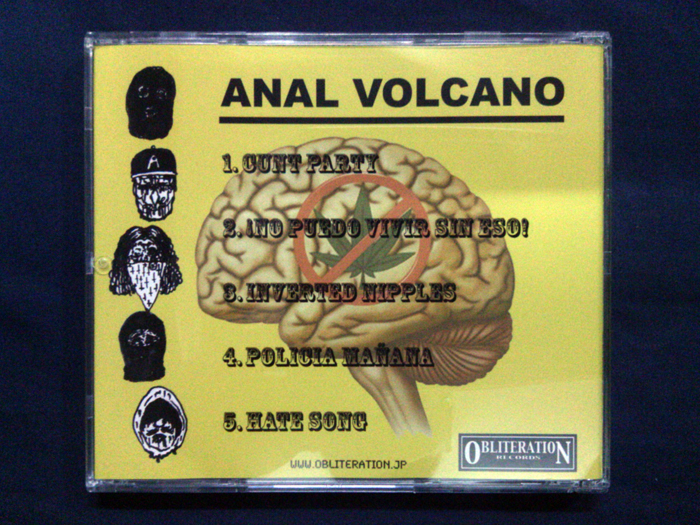 ANAL VOLCANO
A
1. CUNT PARTY
2. ¡NO PUEDO VIVIR SIN ESO!
3. INVERTED NIPPLES
4. POLICIA MAÑANA
5. HATE SONG
WWW.OBLITERATION.JP
OBLITERATION
RECORDS